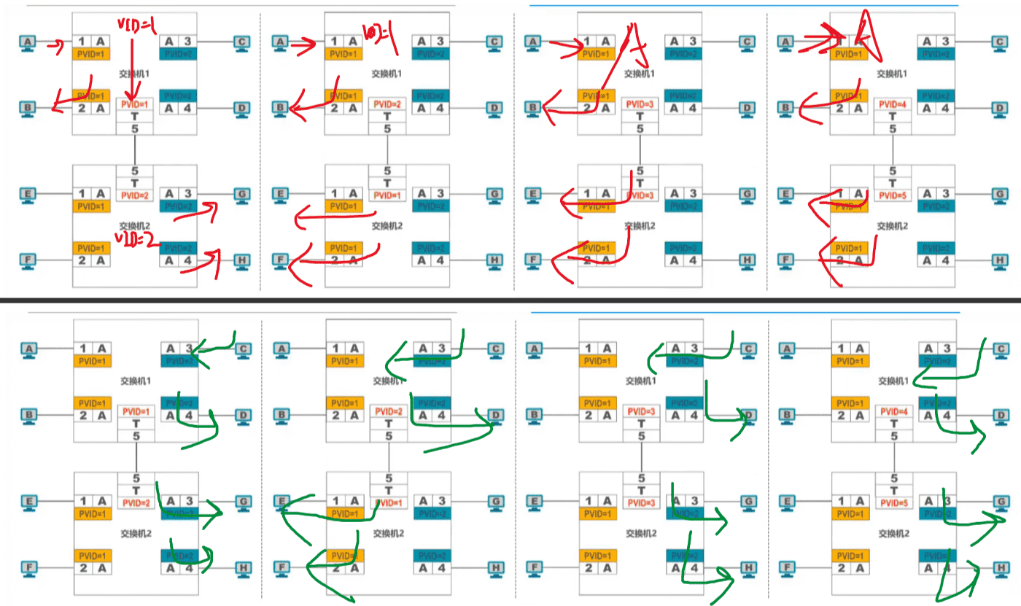 VID=1
A 1 A A 3 C
PVID=1 PVID=2
交换机1
PVID=1 PVID=1 PVID=2
B 2 A T A 4 D
5
5
E 1 A T A 3 G
PVID=1 PVID=2 PVID=2
交换机2
VID=2
PVID=1 PVID=2
F 2 A A 4 H
A 1 A A 3 C
PVID=1 PVID=2
交换机1
PVID=1 PVID=2 PVID=2
B 2 A T A 4 D
5
5
E 1 A T A 3 G
PVID=1 PVID=1 PVID=2
交换机2
PVID=1 PVID=2
F 2 A A 4 H
A 1 A A 3 C
PVID=1 PVID=2
交换机1
PVID=1 PVID=3 PVID=2
B 2 A T A 4 D
5
5
E 1 A T A 3 G
PVID=1 PVID=3 PVID=2
交换机2
PVID=1 PVID=2
F 2 A A 4 H
A 1 A A 3 C
PVID=1 PVID=2
交换机1
PVID=1 PVID=4 PVID=2
B 2 A T A 4 D
5
5
E 1 A T A 3 G
PVID=1 PVID=5 PVID=2
交换机2
PVID=1 PVID=2
F 2 A A 4 H
A 1 A A 3 C
PVID=1 PVID=2
交换机1
PVID=1 PVID=1 PVID=2
B 2 A T A 4 D
5
5
E 1 A T A 3 G
PVID=1 PVID=2 PVID=2
交换机2
PVID=1 PVID=2
F 2 A A 4 H
A 1 A A 3 C
PVID=1 PVID=2
交换机1
PVID=1 PVID=2 PVID=2
B 2 A T A 4 D
5
5
E 1 A T A 3 G
PVID=1 PVID=1 PVID=2
交换机2
PVID=1 PVID=2
F 2 A A 4 H
A 1 A A 3 C
PVID=1 PVID=2
交换机1
PVID=1 PVID=3 PVID=2
B 2 A T A 4 D
5
5
E 1 A T A 3 G
PVID=1 PVID=3 PVID=2
交换机2
PVID=1 PVID=2
F 2 A A 4 H
A 1 A A 3 C
PVID=1 PVID=2
交换机1
PVID=1 PVID=4 PVID=2
B 2 A T A 4 D
5
5
E 1 A T A 3 G
PVID=1 PVID=5 PVID=2
交换机2
PVID=1 PVID=2
F 2 A A 4 H